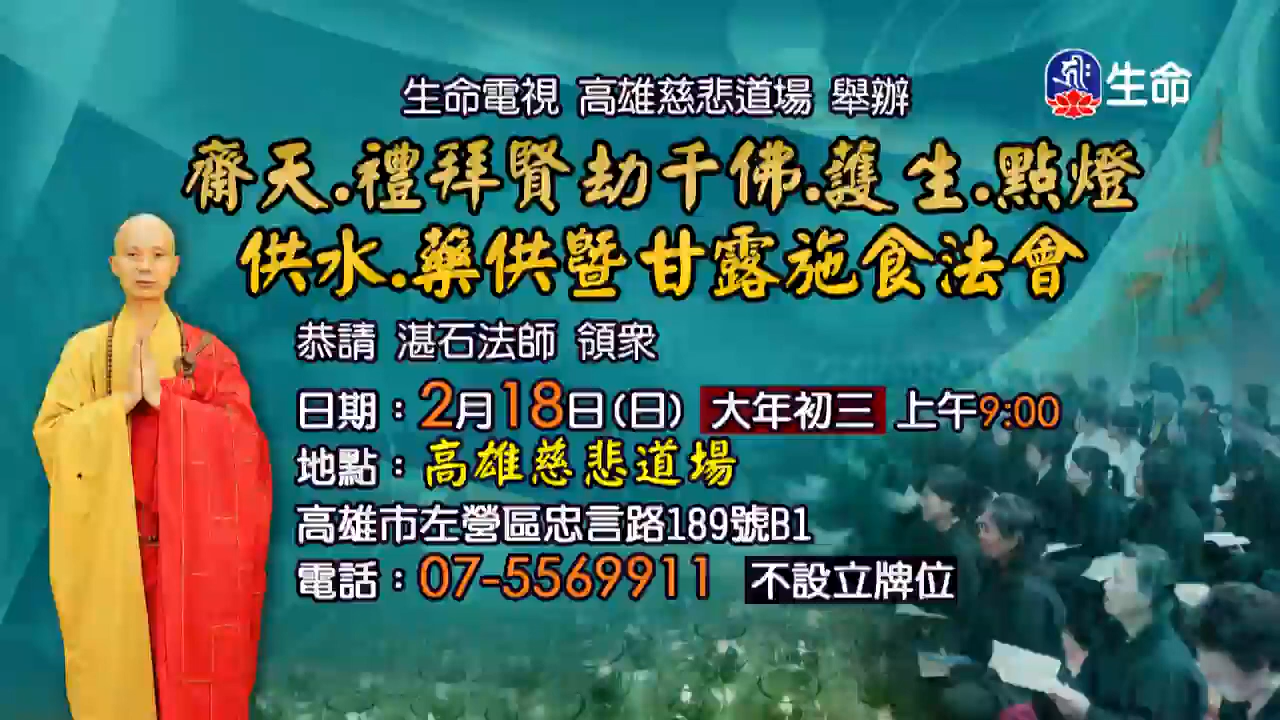 生命
生命電視 高雄慈悲道場 舉辦
齋天.禮拜賢劫千佛.護生.點燈
供水.藥供暨甘露施食法會
恭請 湛石法師 領眾
日期：2月18日(日) 大年初三 上午9:00
地點：高雄慈悲道場
高雄市左營區忠言路189號B1
電話：07-5569911 不設立牌位